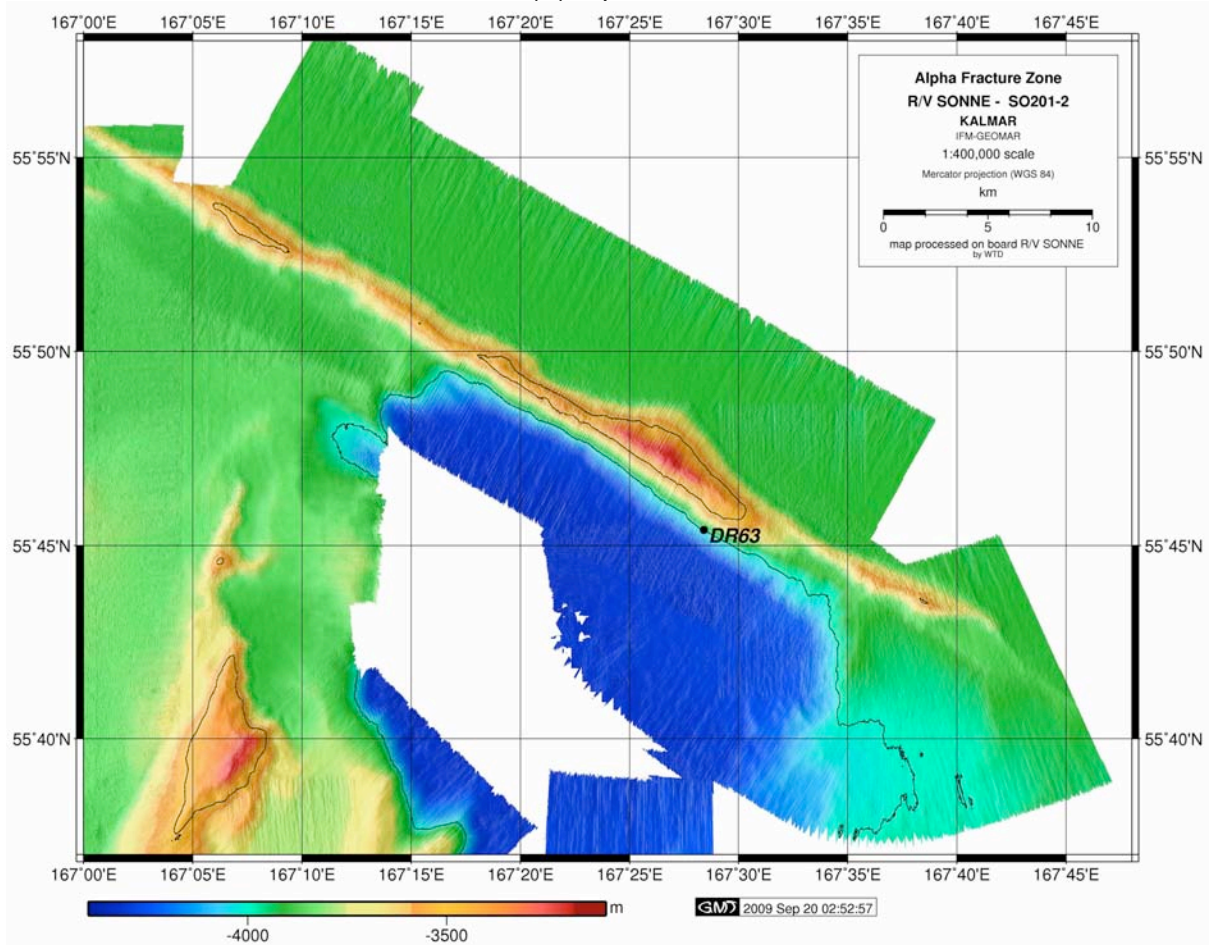 167°00'E 167°05'E 167°10'E 167°15'E 167°20'E 167°25'E 167°30'E 167°35'E 167°40'E 167°45'E
Alpha Fracture Zone
R/V SONNE - SO201-2
KALMAR
IFM-GEOMAR
1:400,000 scale
Mercator projection (WGS 84)
km
0 5 10
map processed on board R/V SONNE
by WTD
55°55'N 55°55'N
55°50'N 55°50'N
DR63
55°45'N 55°45'N
55°40'N 55°40'N
167°00'E 167°05'E 167°10'E 167°15'E 167°20'E 167°25'E 167°30'E 167°35'E 167°40'E 167°45'E
m
-4000 -3500
GMT 2009 Sep 20 02:52:57